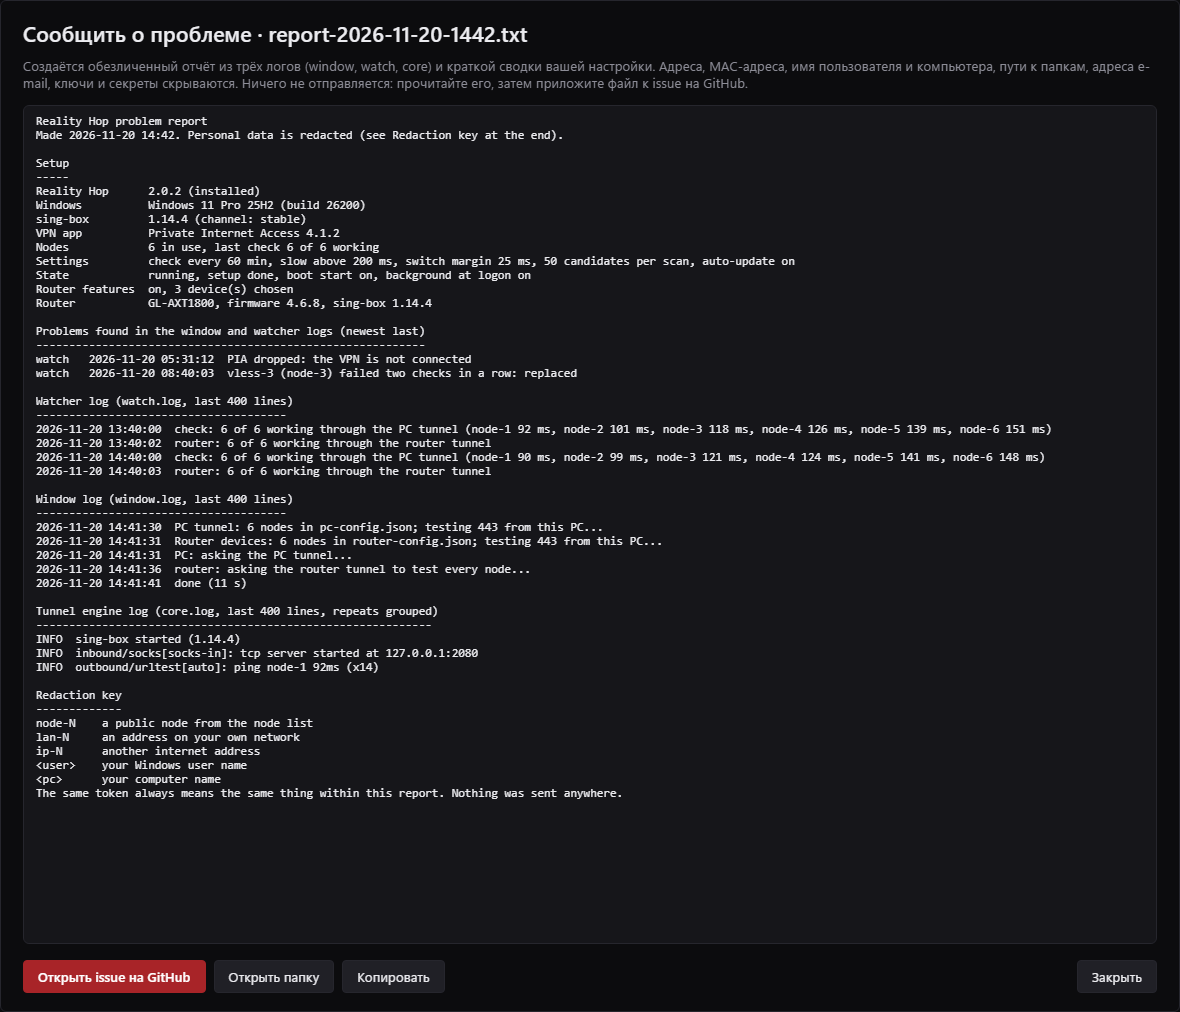 Сообщить о проблеме · report-2026-11-20-1442.txt
Создаётся обезличенный отчёт из трёх логов (window, watch, core) и краткой сводки вашей настройки. Адреса, MAC-адреса, имя пользователя и компьютера, пути к папкам, адреса e-
mail, ключи и секреты скрываются. Ничего не отправляется: прочитайте его, затем приложите файл к issue на GitHub.
Reality Hop problem report
Made 2026-11-20 14:42. Personal data is redacted (see Redaction key at the end).
Setup
-----
Reality Hop      2.0.2 (installed)
Windows          Windows 11 Pro 25H2 (build 26200)
sing-box         1.14.4 (channel: stable)
VPN app          Private Internet Access 4.1.2
Nodes            6 in use, last check 6 of 6 working
Settings         check every 60 min, slow above 200 ms, switch margin 25 ms, 50 candidates per scan, auto-update on
State            running, setup done, boot start on, background at logon on
Router features  on, 3 device(s) chosen
Router           GL-AXT1800, firmware 4.6.8, sing-box 1.14.4
Problems found in the window and watcher logs (newest last)
-----------------------------------------------------------
watch   2026-11-20 05:31:12  PIA dropped: the VPN is not connected
watch   2026-11-20 08:40:03  vless-3 (node-3) failed two checks in a row: replaced
Watcher log (watch.log, last 400 lines)
--------------------------------------
2026-11-20 13:40:00  check: 6 of 6 working through the PC tunnel (node-1 92 ms, node-2 101 ms, node-3 118 ms, node-4 126 ms, node-5 139 ms, node-6 151 ms)
2026-11-20 13:40:02  router: 6 of 6 working through the router tunnel
2026-11-20 14:40:00  check: 6 of 6 working through the PC tunnel (node-1 90 ms, node-2 99 ms, node-3 121 ms, node-4 124 ms, node-5 141 ms, node-6 148 ms)
2026-11-20 14:40:03  router: 6 of 6 working through the router tunnel
Window log (window.log, last 400 lines)
--------------------------------------
2026-11-20 14:41:30  PC tunnel: 6 nodes in pc-config.json; testing 443 from this PC...
2026-11-20 14:41:31  Router devices: 6 nodes in router-config.json; testing 443 from this PC...
2026-11-20 14:41:31  PC: asking the PC tunnel...
2026-11-20 14:41:36  router: asking the router tunnel to test every node...
2026-11-20 14:41:41  done (11 s)
Tunnel engine log (core.log, last 400 lines, repeats grouped)
------------------------------------------------------------
INFO  sing-box started (1.14.4)
INFO  inbound/socks[socks-in]: tcp server started at 127.0.0.1:2080
INFO  outbound/urltest[auto]: ping node-1 92ms (x14)
Redaction key
-------------
node-N    a public node from the node list
lan-N     an address on your own network
ip-N      another internet address
<user>    your Windows user name
<pc>      your computer name
The same token always means the same thing within this report. Nothing was sent anywhere.
Открыть issue на GitHub
Открыть папку
Копировать
Закрыть